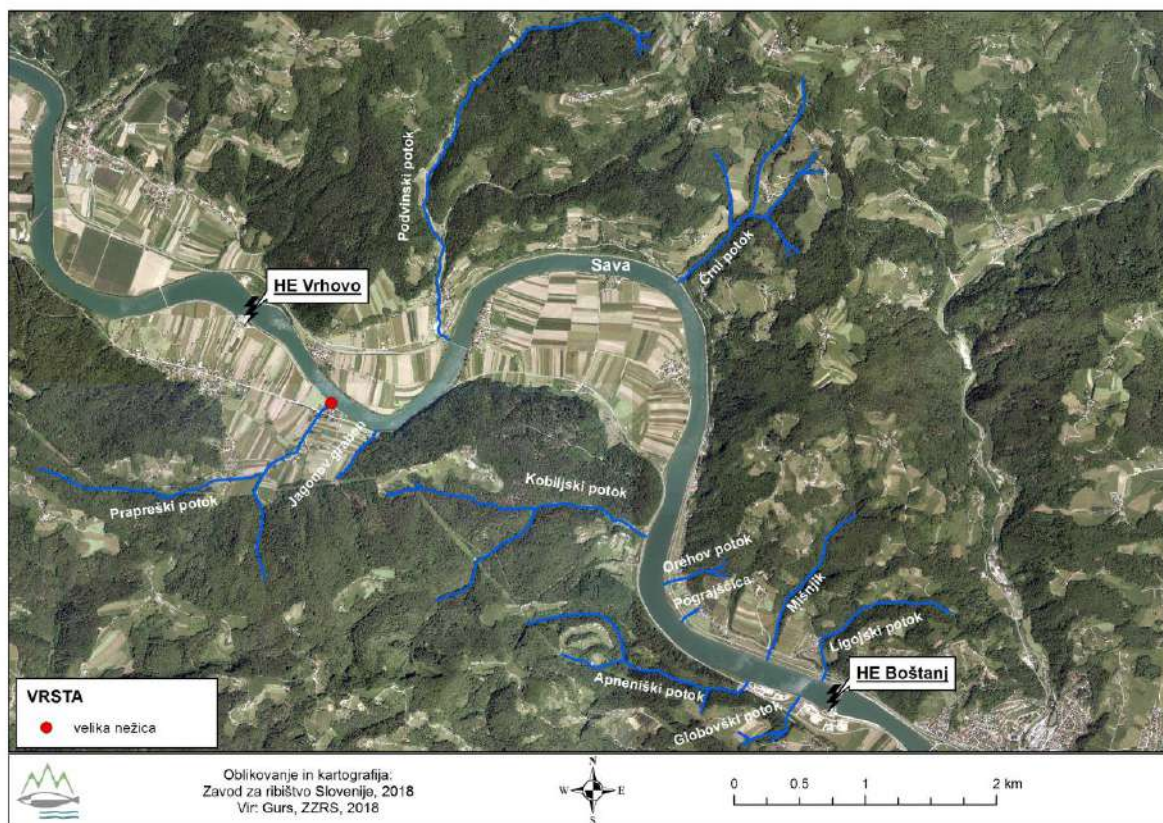 HE Vrhovo
Podvinski potok
Sava
Črni potok
Jagomev graben
Prapreški potok
Kobiljski potok
Orehov potok
Pograjščica
Mišnjik
Ligojski potok
Apneniški potok
Globovški potok
HE Boštanj
VRSTA
velika nežica
Oblikovanje in kartografija:
Zavod za ribištvo Slovenije, 2018
Vir: Gurs, ZZRS, 2018
N
W E
S
0 0.5 1 2 km